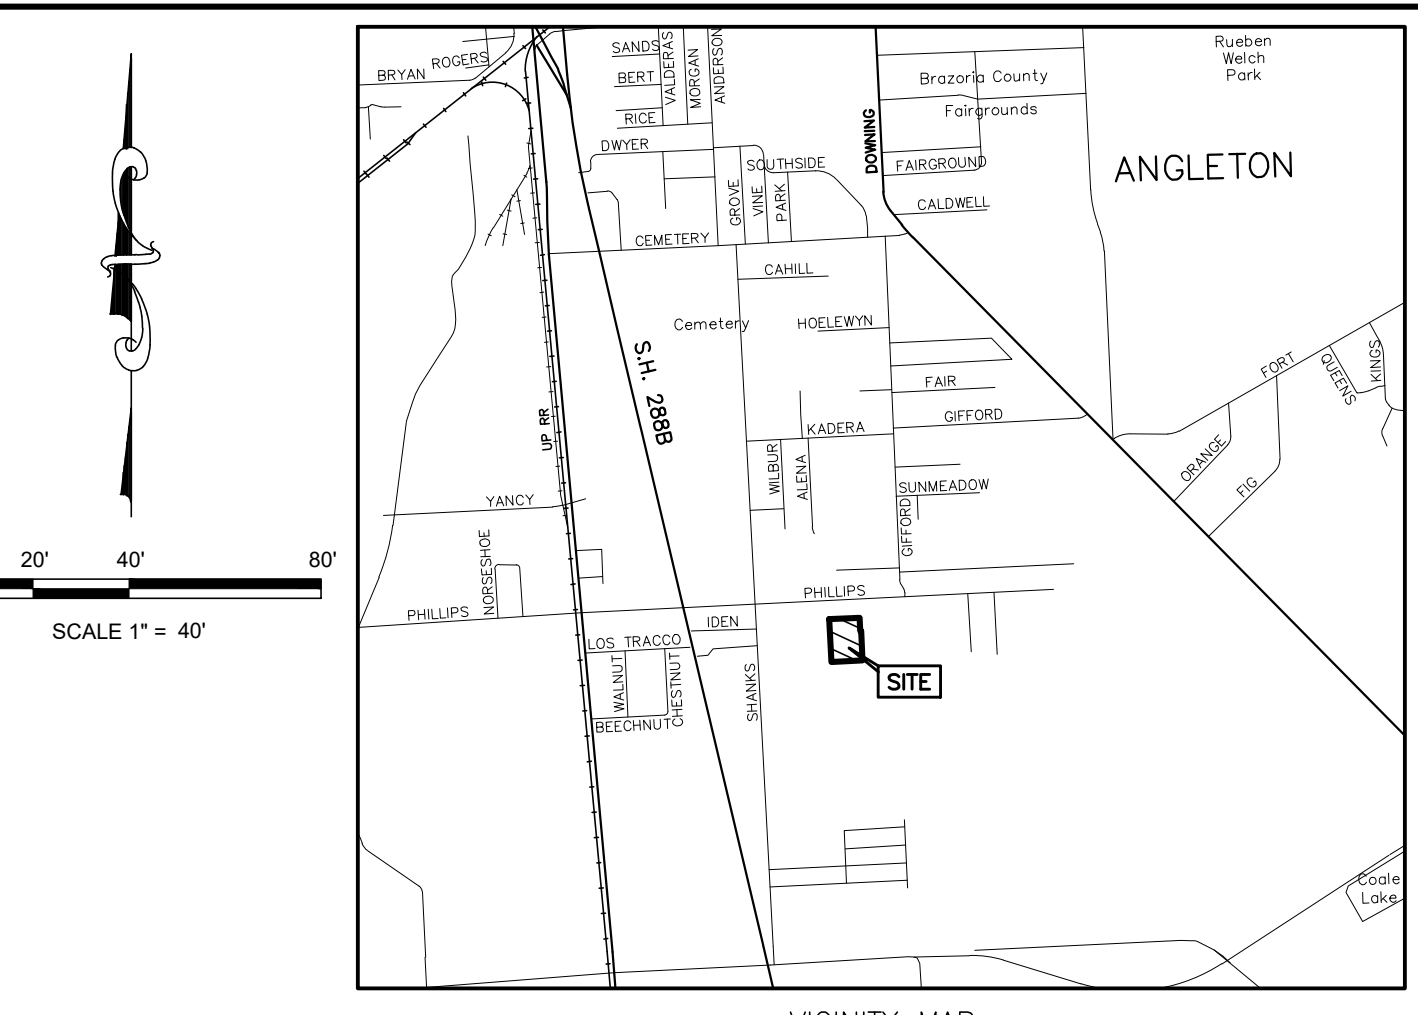 20' 40' 80'
SCALE 1" = 40'
BRYAN
ROGERS
SANDS
BERT
RICE
VALDERAS
MORGAN
ANDERSON
DWYER
SOUTHSIDE
GROVE
VINE
PARK
CEMETERY
DOWNING
Brazoria County
Fairgrounds
FAIRGROUND
CALDWELL
Rueben
Welch
Park
ANGLETON
CAHILL
Cemetery
HOELEWYN
S.H. 288B
UP RR
FAIR
GIFFORD
KADERA
WILBUR
ALENA
SUNMEADOW
GIFFORD
FORT
QUEENS
KINGS
ORANGE
FIG
YANCY
NORSESHOE
PHILLIPS
PHILLIPS
IDEN
LOS TRACCO
WALNUT
CHESTNUT
BEECHNUT
SHANKS
SITE
Coale
Lake
VICINITY MAP